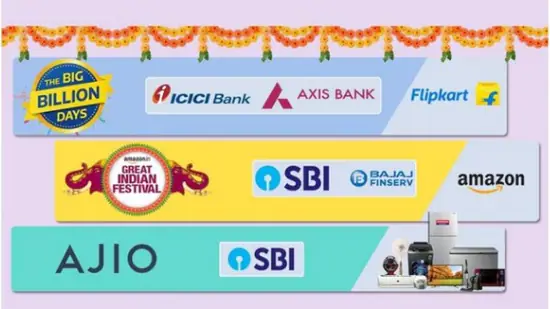 THE BIG
BILLION
DAYS
ICICI Bank
AXIS BANK
Flipkart
amazon.in
GREAT
INDIAN
FESTIVAL
SBI
BAJAJ
FINSERV
amazon
AJIO
SBI